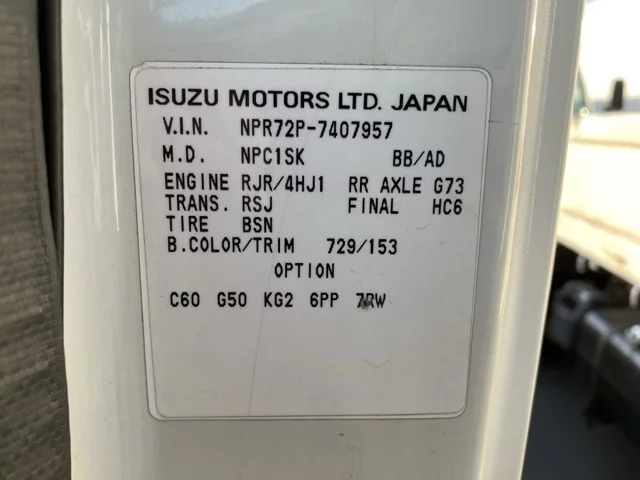 ISUZU MOTORS LTD. JAPAN
V.I.N. NPR72P-7407957
M.D. NPC1SK BB/AD
ENGINE RJR/4HJ1 RR AXLE G73
TRANS. RSJ FINAL HC6
TIRE BSN
B.COLOR/TRIM 729/153
OPTION
C60 G50 KG2 6PP